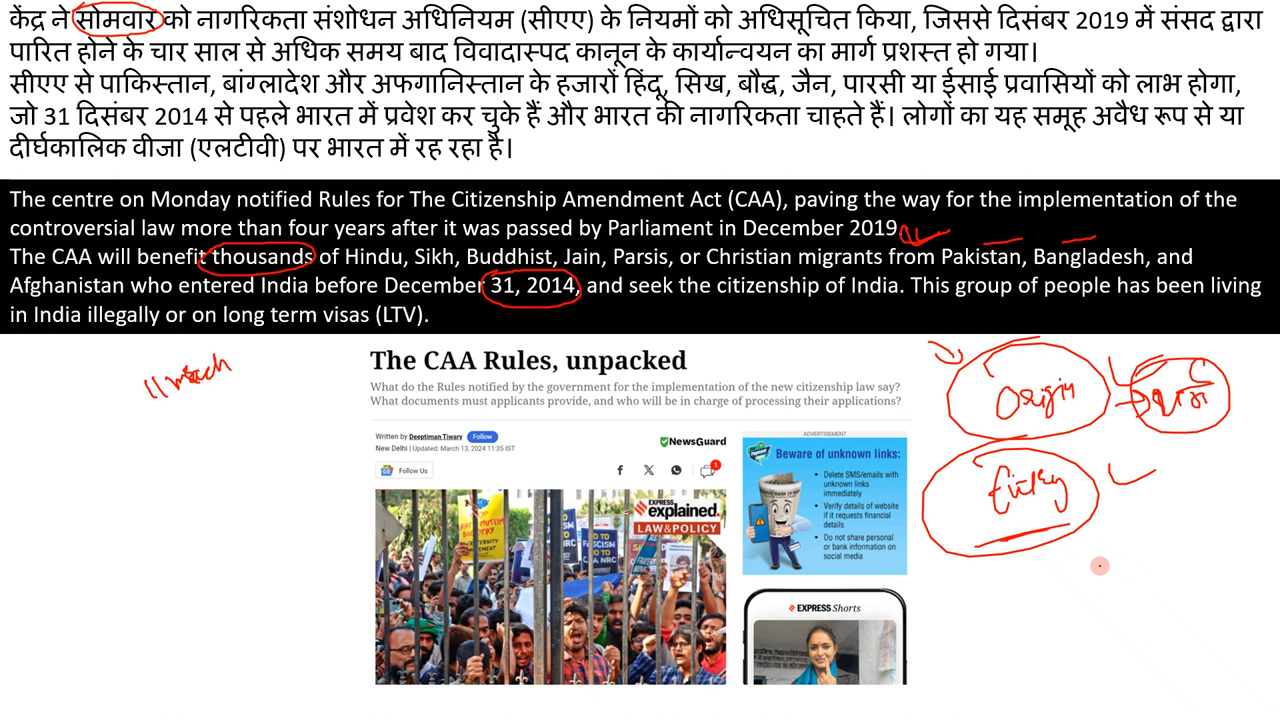 केंद्र ने सोमवार को नागरिकता संशोधन अधिनियम (सीएए) के नियमों को अधिसूचित किया, जिससे दिसंबर 2019 में संसद द्वारा
पारित होने के चार साल से अधिक समय बाद विवादास्पद कानून के कार्यान्वयन का मार्ग प्रशस्त हो गया।
सीएए से पाकिस्तान, बांग्लादेश और अफगानिस्तान के हजारों हिंदू, सिख, बौद्ध, जैन, पारसी या ईसाई प्रवासियों को लाभ होगा,
जो 31 दिसंबर 2014 से पहले भारत में प्रवेश कर चुके हैं और भारत की नागरिकता चाहते हैं। लोगों का यह समूह अवैध रूप से या
दीर्घकालिक वीजा (एलटीवी) पर भारत में रह रहा है।
The centre on Monday notified Rules for The Citizenship Amendment Act (CAA), paving the way for the implementation of the
controversial law more than four years after it was passed by Parliament in December 2019
The CAA will benefit thousands of Hindu, Sikh, Buddhist, Jain, Parsis, or Christian migrants from Pakistan, Bangladesh, and
Afghanistan who entered India before December 31, 2014, and seek the citizenship of India. This group of people has been living
in India illegally or on long term visas (LTV).
11 March
The CAA Rules, unpacked
What do the Rules notified by the government for the implementation of the new citizenship law say?
What documents must applicants provide, and who will be in charge of processing their applications?
Written by Deeptiman Tiwary Follow
New Delhi | Updated: March 13, 2024 11:35 IST
NewsGuard
Follow Us
1
EXPRESS
explained.
LAW & POLICY
ADVERTISEMENT
Beware of unknown links:
• Delete SMS/emails with
unknown links
immediately
• Verify details of website
if it requests financial
details
• Do not share personal
or bank information on
social media
EXPRESS Shorts
Origin
Entry